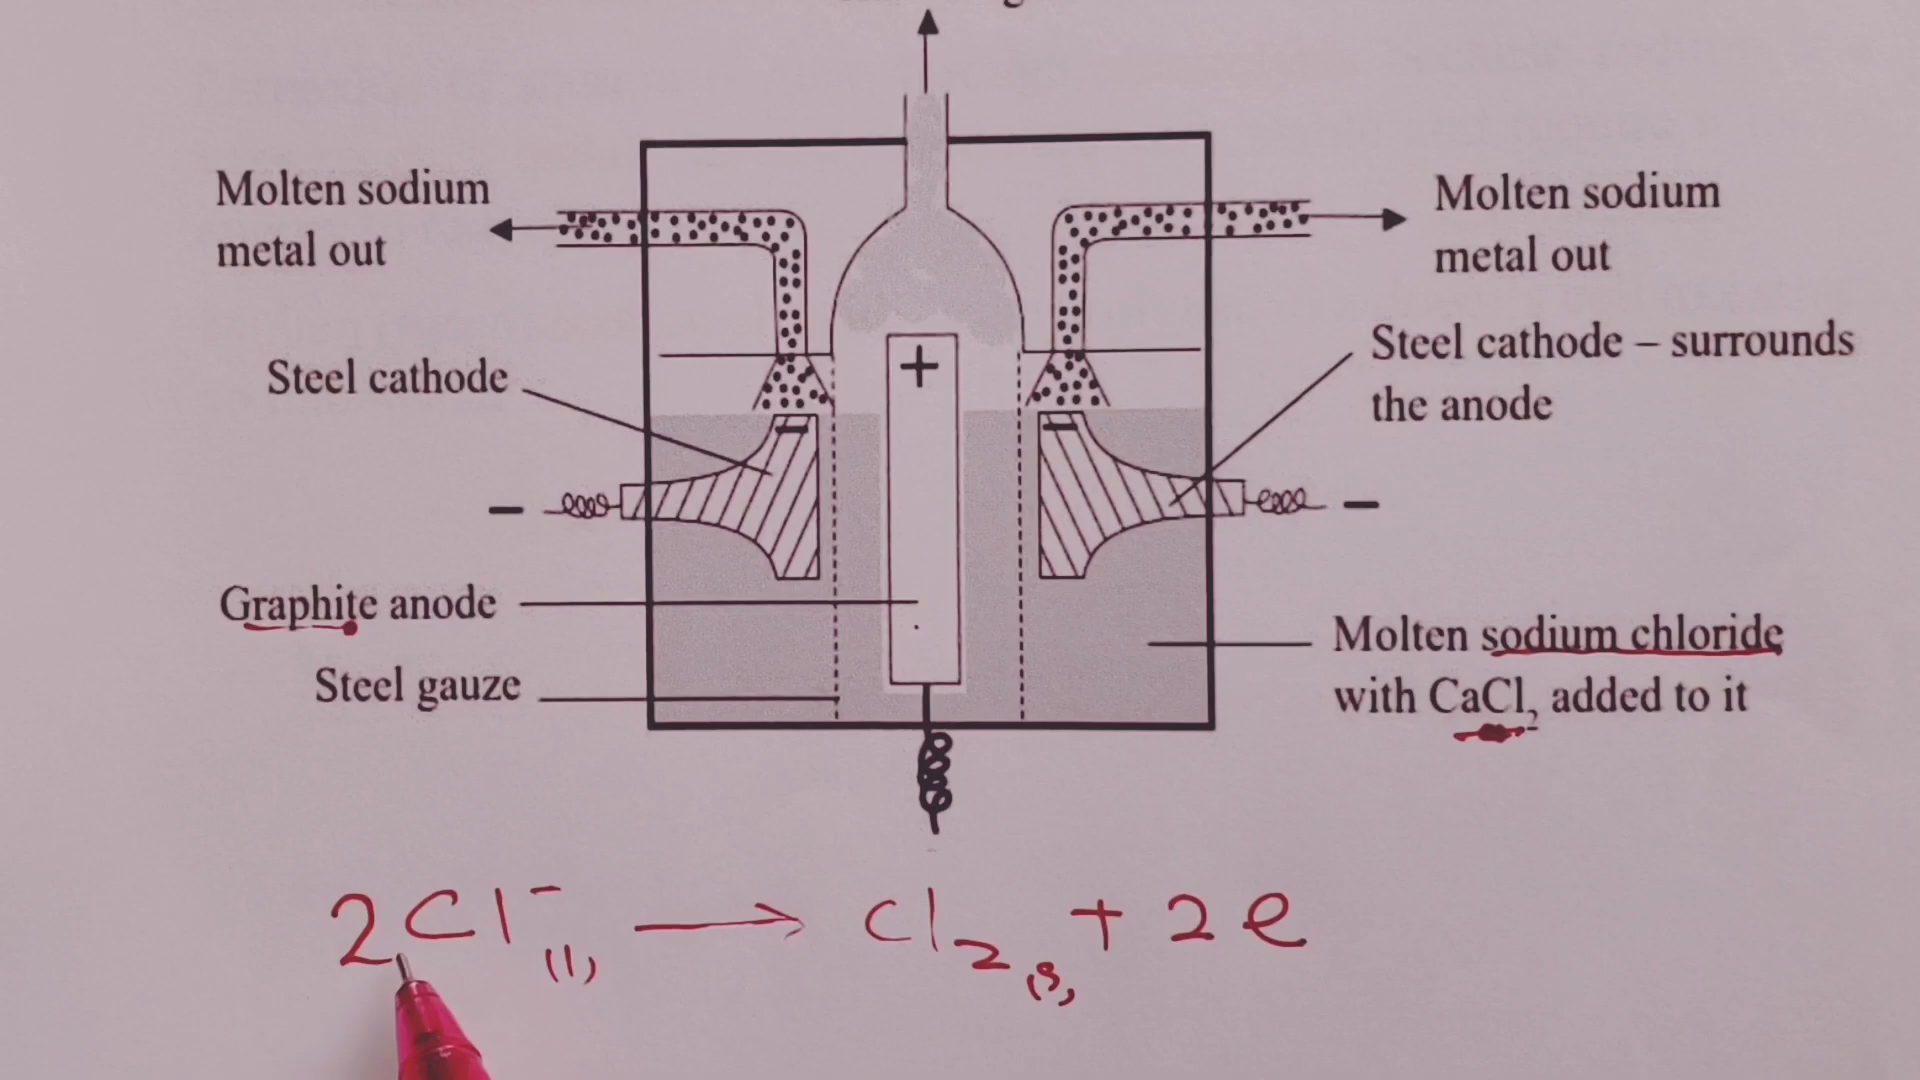 Molten sodium
metal out
Molten sodium
metal out
Steel cathode
Steel cathode – surrounds
the anode
+
−
−
−
−
Graphite anode
Steel gauze
Molten sodium chloride
with CaCl₂ added to it
2Cl⁻(l) → Cl₂(g) + 2e